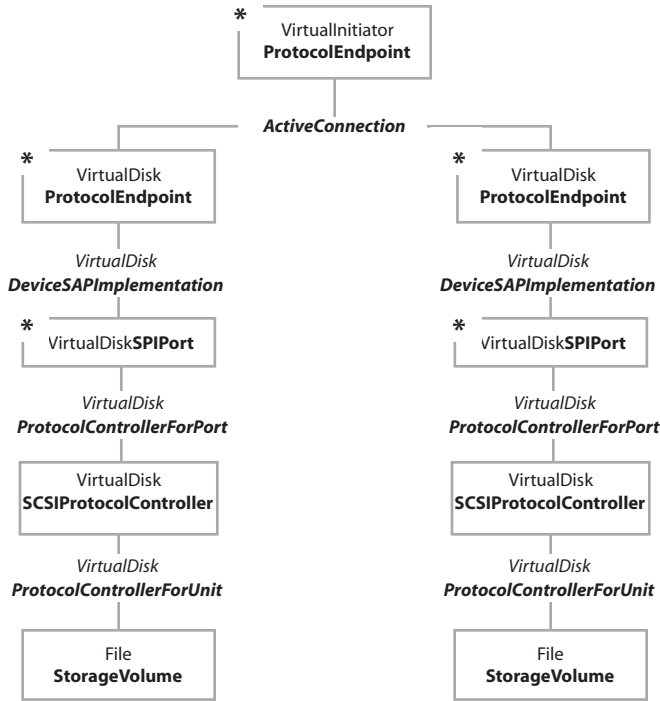 *
VirtualInitiator
ProtocolEndpoint
ActiveConnection
*
VirtualDisk
ProtocolEndpoint
*
VirtualDisk
ProtocolEndpoint
VirtualDisk
DeviceSAPImplementation
VirtualDisk
DeviceSAPImplementation
*
VirtualDiskSPIPort
*
VirtualDiskSPIPort
VirtualDisk
ProtocolControllerForPort
VirtualDisk
ProtocolControllerForPort
VirtualDisk
SCSIProtocolController
VirtualDisk
SCSIProtocolController
VirtualDisk
ProtocolControllerForUnit
VirtualDisk
ProtocolControllerForUnit
File
StorageVolume
File
StorageVolume